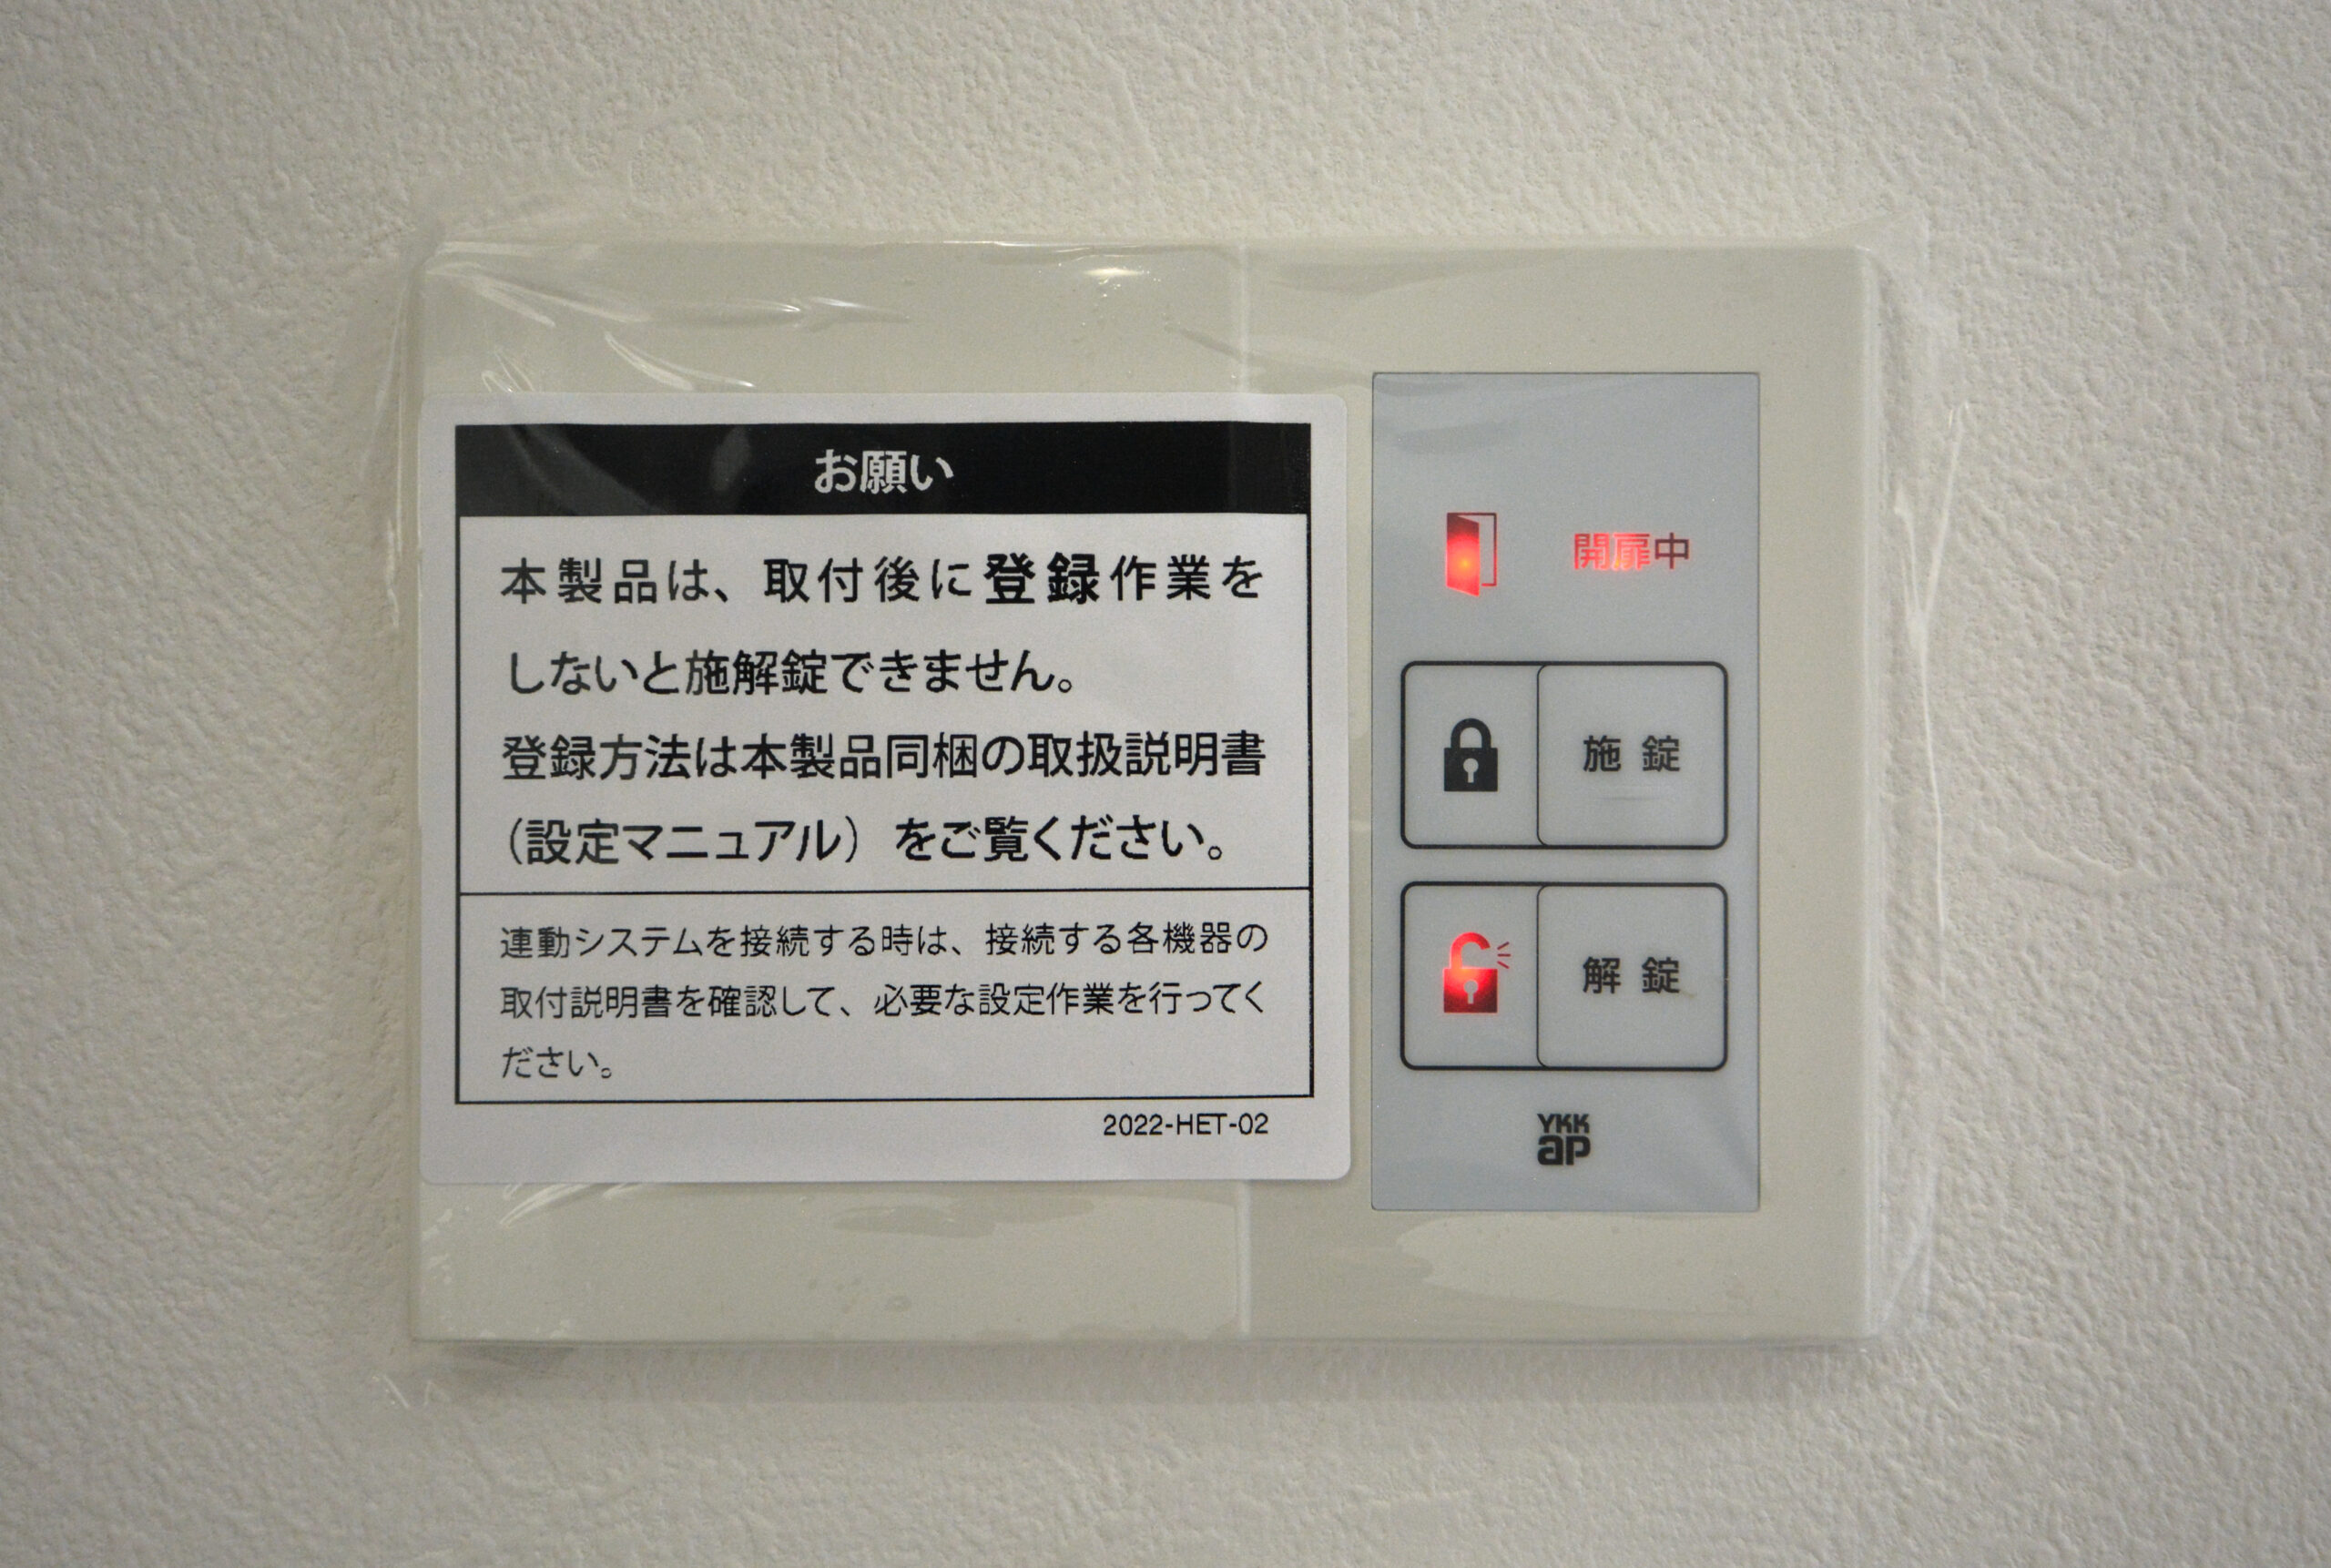 お願い
本製品は、取付後に登録作業を
しないと施解錠できません。
登録方法は本製品同梱の取扱説明書
（設定マニュアル）をご覧ください。
連動システムを接続する時は、接続する各機器の
取付説明書を確認して、必要な設定作業を行ってく
ださい。
2022-HET-02
開扉中
施錠
解錠
YKK
ap